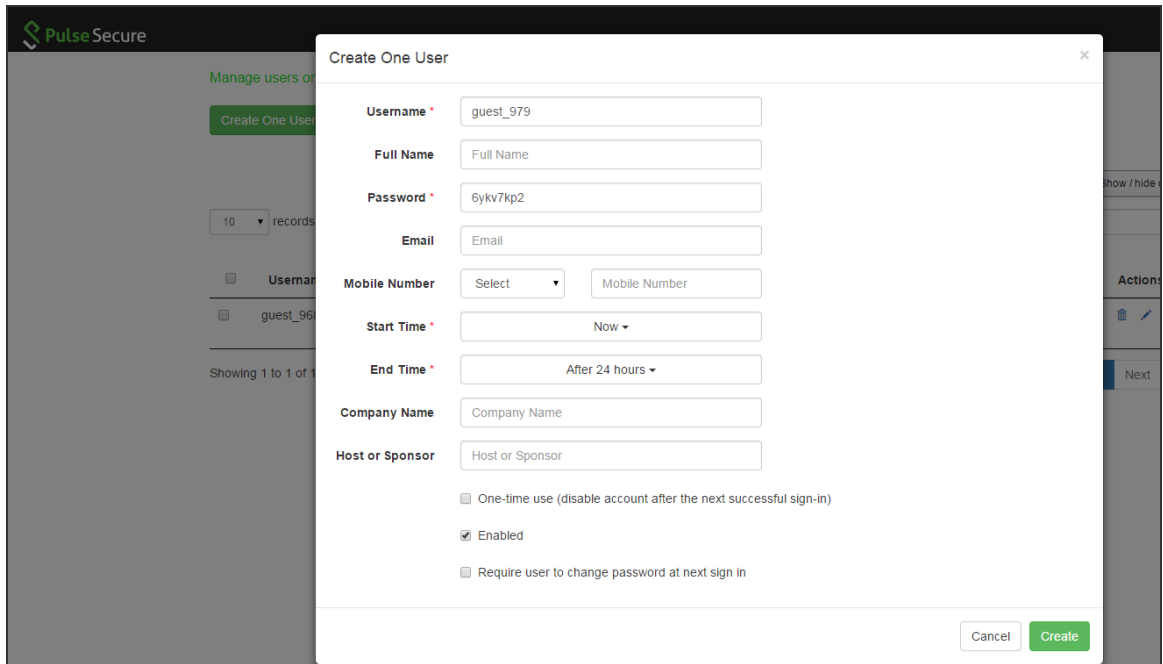 Pulse Secure
Create One User
×
Manage users on
Create One User
Username *
guest_979
Full Name
Full Name
Password *
6ykv7kp2
Email
Email
Mobile Number
Select
Mobile Number
Start Time *
Now
End Time *
After 24 hours
Company Name
Company Name
Host or Sponsor
Host or Sponsor
One-time use (disable account after the next successful sign-in)
Enabled
Require user to change password at next sign in
Cancel
Create
Show / hide
10 records
Usernam
Actions
guest_968
Showing 1 to 1 of 1
Next